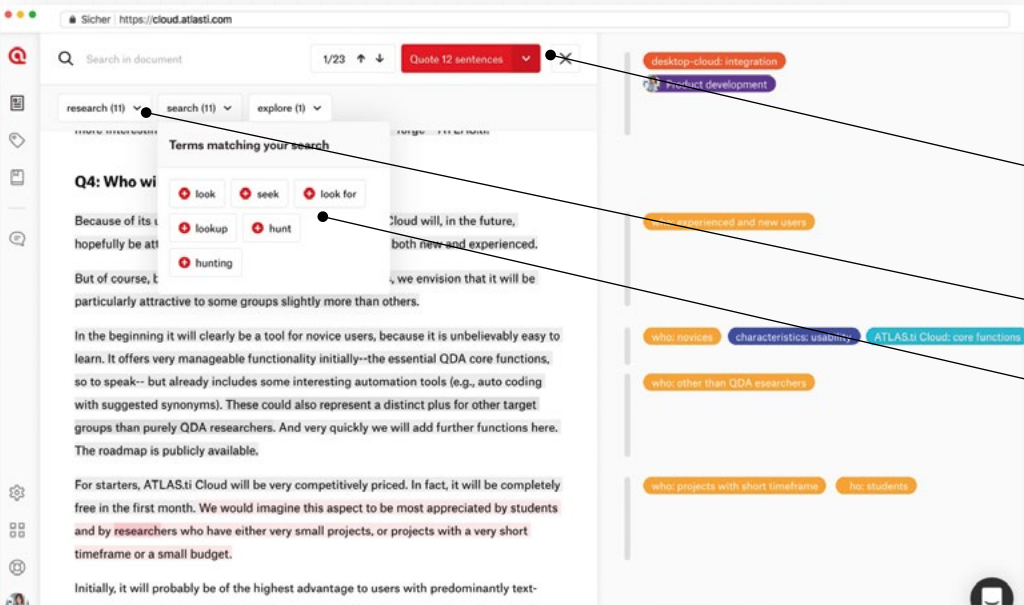 Sicher https://cloud.atlasti.com
Search in document
1/23
Quote 12 sentences
research (11)
search (11)
explore (1)
Terms matching your search
look
seek
look for
lookup
hunt
hunting
Q4: Who wi
Because of its Cloud will, in the future,
hopefully be att both new and experienced.
But of course, b we envision that it will be
particularly attractive to some groups slightly more than others.
In the beginning it will clearly be a tool for novice users, because it is unbelievably easy to
learn. It offers very manageable functionality initially--the essential QDA core functions,
so to speak-- but already includes some interesting automation tools (e.g., auto coding
with suggested synonyms). These could also represent a distinct plus for other target
groups than purely QDA researchers. And very quickly we will add further functions here.
The roadmap is publicly available.
For starters, ATLAS.ti Cloud will be very competitively priced. In fact, it will be completely
free in the first month. We would imagine this aspect to be most appreciated by students
and by researchers who have either very small projects, or projects with a very short
timeframe or a small budget.
Initially, it will probably be of the highest advantage to users with predominantly text-
desktop-cloud: integration
Product development
who: experienced and new users
who: novices
characteristics: usability
ATLAS.ti Cloud: core functions
who: other than QDA esearchers
who: projects with short timeframe
ho: students